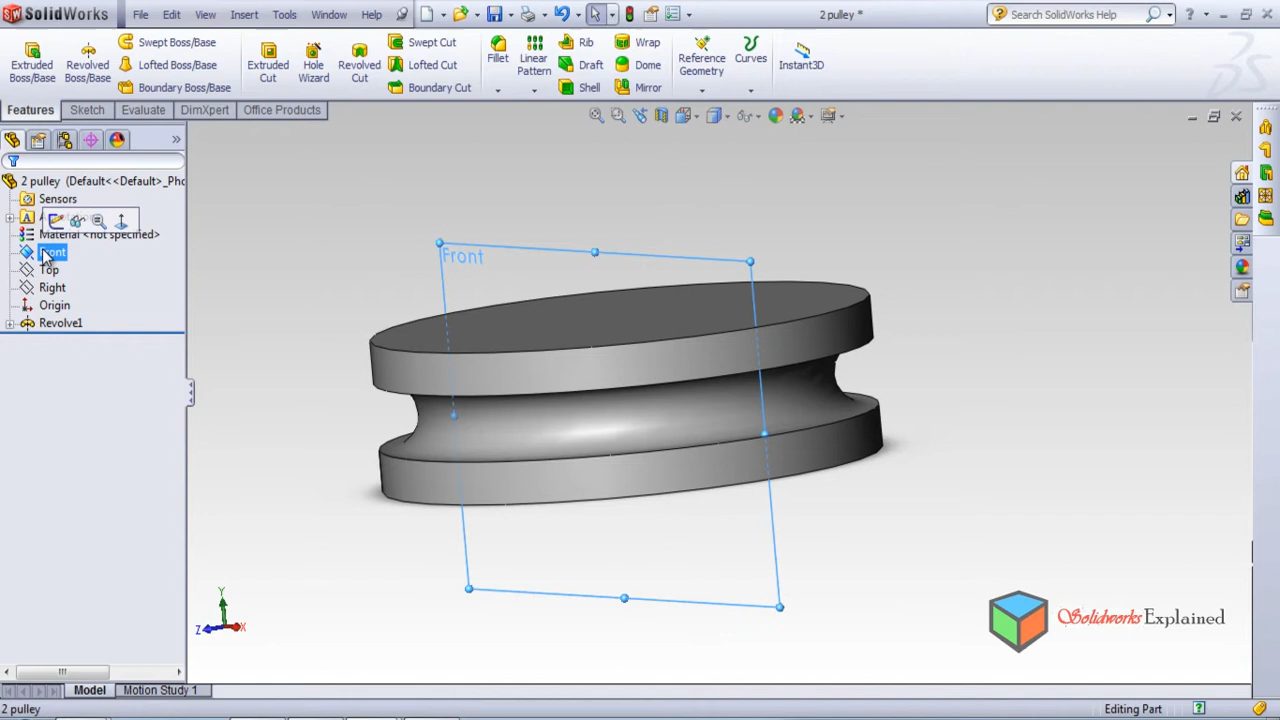 SolidWorks
File Edit View Insert Tools Window Help
2 pulley *
Search SolidWorks Help
Extruded Boss/Base
Revolved Boss/Base
Swept Boss/Base
Lofted Boss/Base
Boundary Boss/Base
Extruded Cut
Hole Wizard
Revolved Cut
Swept Cut
Lofted Cut
Boundary Cut
Fillet
Linear Pattern
Rib
Draft
Shell
Wrap
Dome
Mirror
Reference Geometry
Curves
Instant3D
Features Sketch Evaluate DimXpert Office Products
2 pulley (Default<<Default>_Pho
Sensors
A
Material <not specified>
Front
Top
Right
Origin
Revolve1
Front
Y
Z X
Solidworks Explained
Model Motion Study 1
2 pulley Editing Part